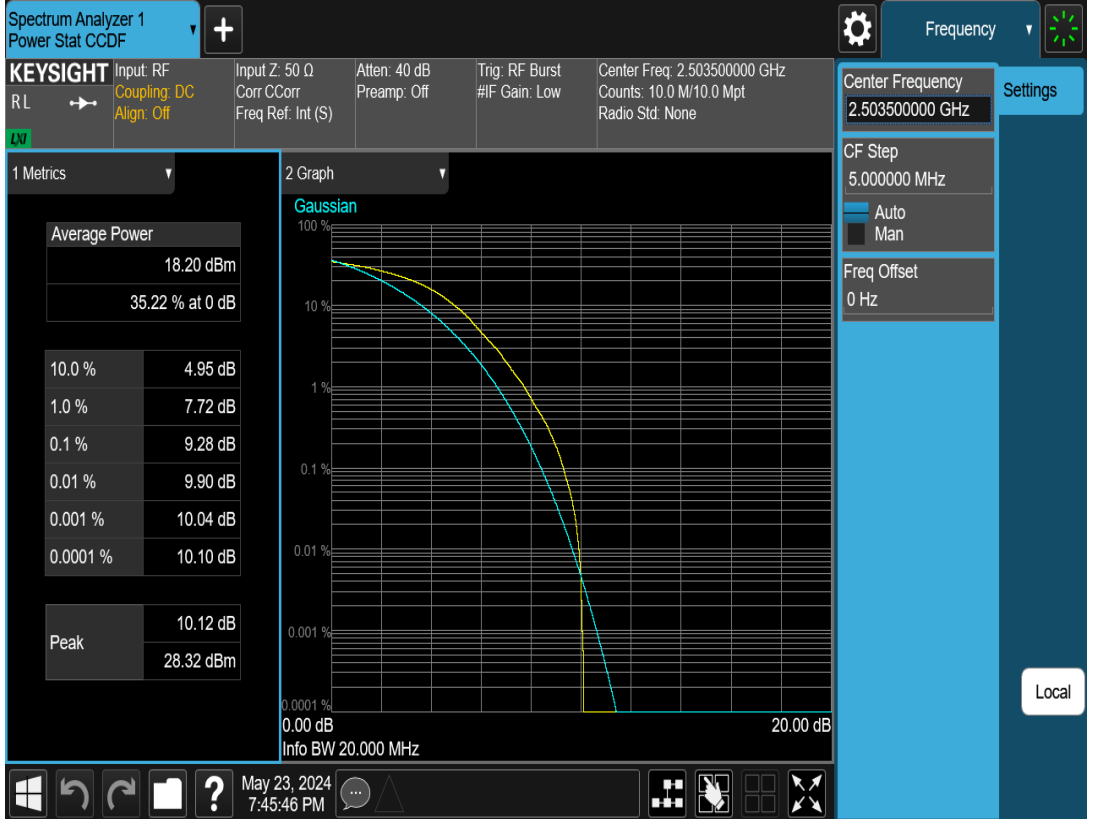 Spectrum Analyzer 1
Power Stat CCDF
+
Frequency
KEYSIGHT
RL
LXI
Input: RF
Coupling: DC
Align: Off
Input Z: 50 Ω
Corr CCorr
Freq Ref: Int (S)
Atten: 40 dB
Preamp: Off
Trig: RF Burst
#IF Gain: Low
Center Freq: 2.503500000 GHz
Counts: 10.0 M/10.0 Mpt
Radio Std: None
Center Frequency
2.503500000 GHz
Settings
CF Step
5.000000 MHz
Auto
Man
Freq Offset
0 Hz
Local
1 Metrics
Average Power
18.20 dBm
35.22 % at 0 dB
10.0 % 4.95 dB
1.0 % 7.72 dB
0.1 % 9.28 dB
0.01 % 9.90 dB
0.001 % 10.04 dB
0.0001 % 10.10 dB
Peak
10.12 dB
28.32 dBm
2 Graph
Gaussian
100 %
10 %
1 %
0.1 %
0.01 %
0.001 %
0.0001 %
0.00 dB 20.00 dB
Info BW 20.000 MHz
?
May 23, 2024
7:45:46 PM